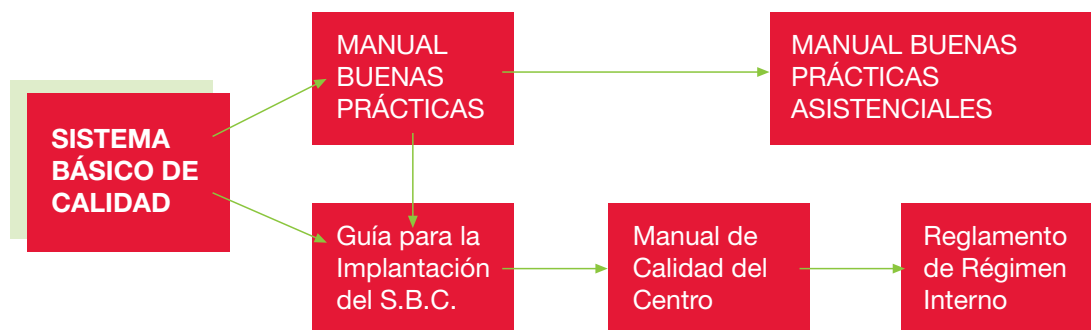 SISTEMA
BÁSICO DE
CALIDAD
MANUAL
BUENAS
PRÁCTICAS
MANUAL BUENAS
PRÁCTICAS
ASISTENCIALES
Guía para la
Implantación
del S.B.C.
Manual de
Calidad del
Centro
Reglamento
de Régimen
Interno